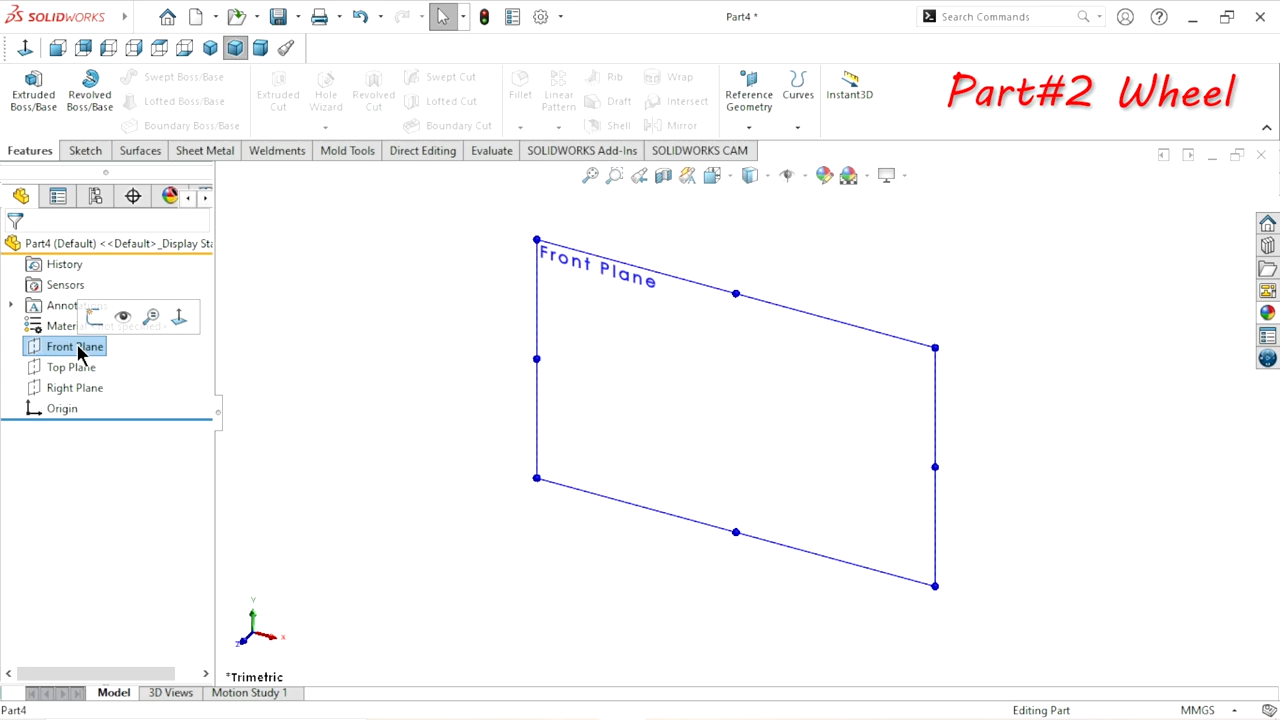 SOLIDWORKS
Part4 *
Search Commands
Extruded Boss/Base
Revolved Boss/Base
Swept Boss/Base
Lofted Boss/Base
Boundary Boss/Base
Extruded Cut
Hole Wizard
Revolved Cut
Swept Cut
Lofted Cut
Boundary Cut
Fillet
Linear Pattern
Rib
Draft
Shell
Wrap
Intersect
Mirror
Reference Geometry
Curves
Instant3D
Part#2 Wheel
Features
Sketch
Surfaces
Sheet Metal
Weldments
Mold Tools
Direct Editing
Evaluate
SOLIDWORKS Add-Ins
SOLIDWORKS CAM
Part4 (Default) <<Default>_Display Sta
History
Sensors
Annotations
Material <not specified>
Front Plane
Top Plane
Right Plane
Origin
Front Plane
Y
X
Z
*Trimetric
Model
3D Views
Motion Study 1
Part4
Editing Part
MMGS